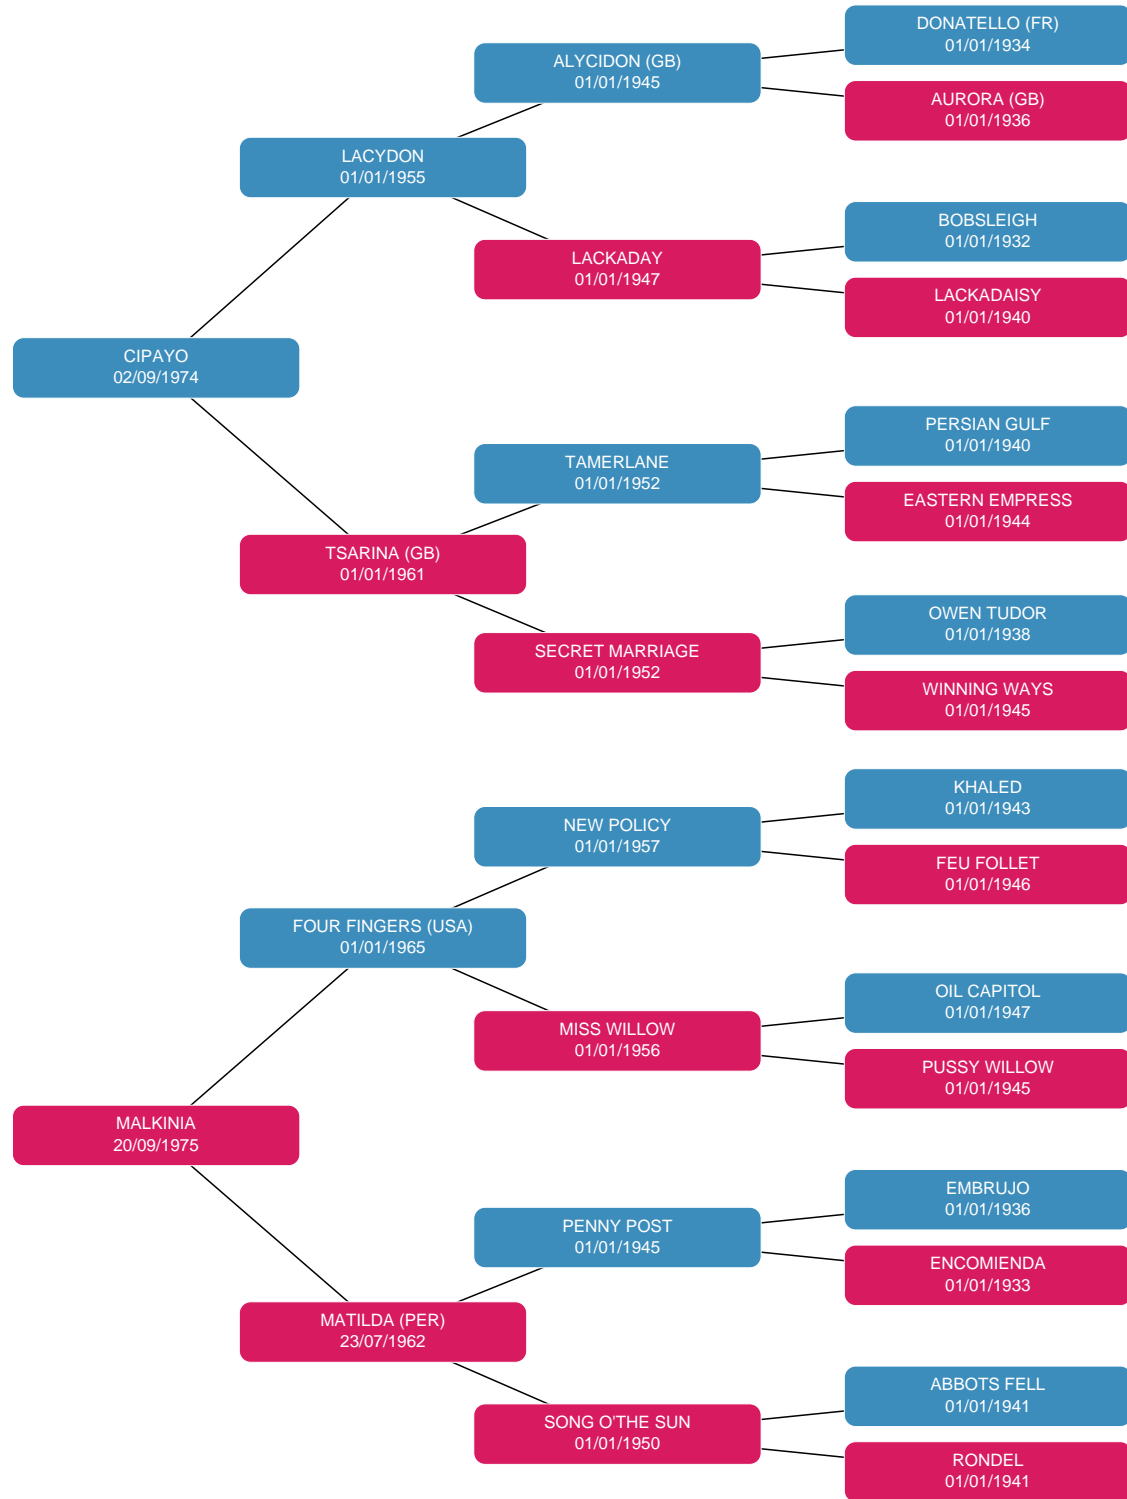 DONATELLO (FR)
01/01/1934
ALYCIDON (GB)
01/01/1945
AURORA (GB)
01/01/1936
LACYDON
01/01/1955
BOBSLEIGH
01/01/1932
LACKADAY
01/01/1947
LACKADAISY
01/01/1940
CIPAYO
02/09/1974
PERSIAN GULF
01/01/1940
TAMERLANE
01/01/1952
EASTERN EMPRESS
01/01/1944
TSARINA (GB)
01/01/1961
OWEN TUDOR
01/01/1938
SECRET MARRIAGE
01/01/1952
WINNING WAYS
01/01/1945
KHALED
01/01/1943
NEW POLICY
01/01/1957
FEU FOLLET
01/01/1946
FOUR FINGERS (USA)
01/01/1965
OIL CAPITOL
01/01/1947
MISS WILLOW
01/01/1956
PUSSY WILLOW
01/01/1945
MALKINIA
20/09/1975
EMBRUJO
01/01/1936
PENNY POST
01/01/1945
ENCOMIENDA
01/01/1933
MATILDA (PER)
23/07/1962
ABBOTS FELL
01/01/1941
SONG O'THE SUN
01/01/1950
RONDEL
01/01/1941